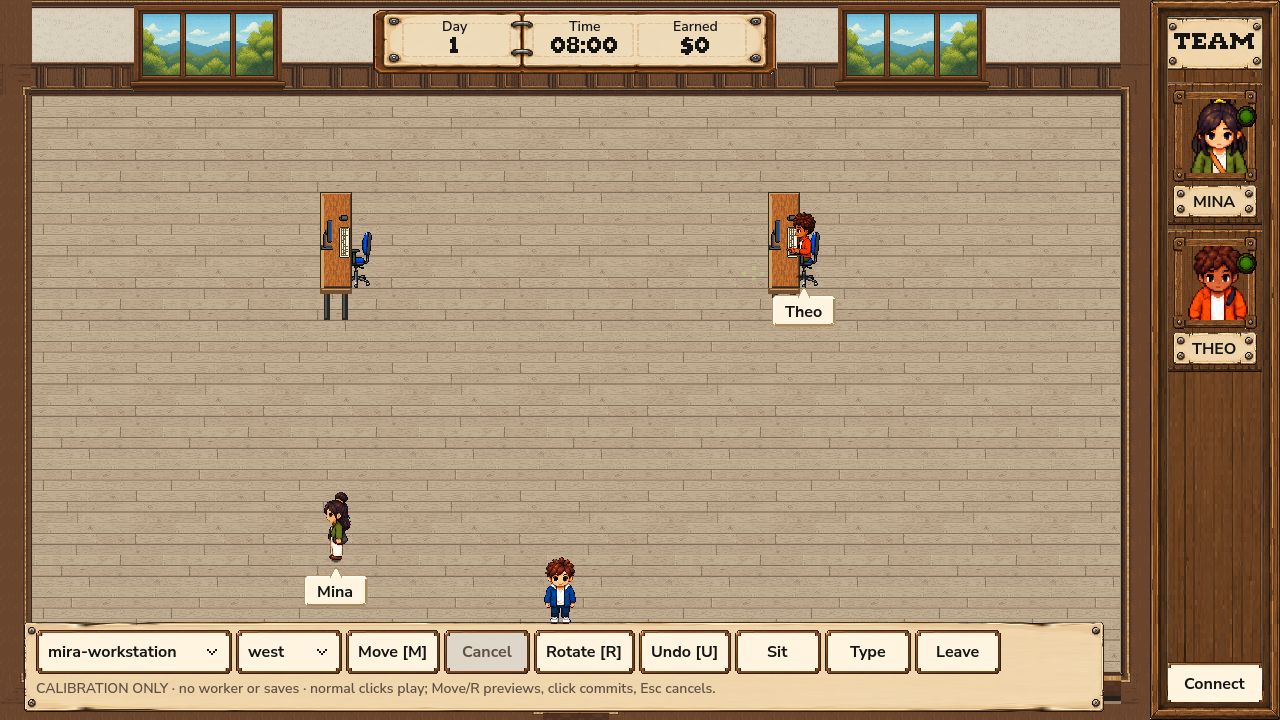 Day
1
Time
08:00
Earned
$0
TEAM
MINA
THEO
Theo
Mina
mira-workstation
west
Move [M]
Cancel
Rotate [R]
Undo [U]
Sit
Type
Leave
CALIBRATION ONLY · no worker or saves · normal clicks play; Move/R previews, click commits, Esc cancels.
Connect